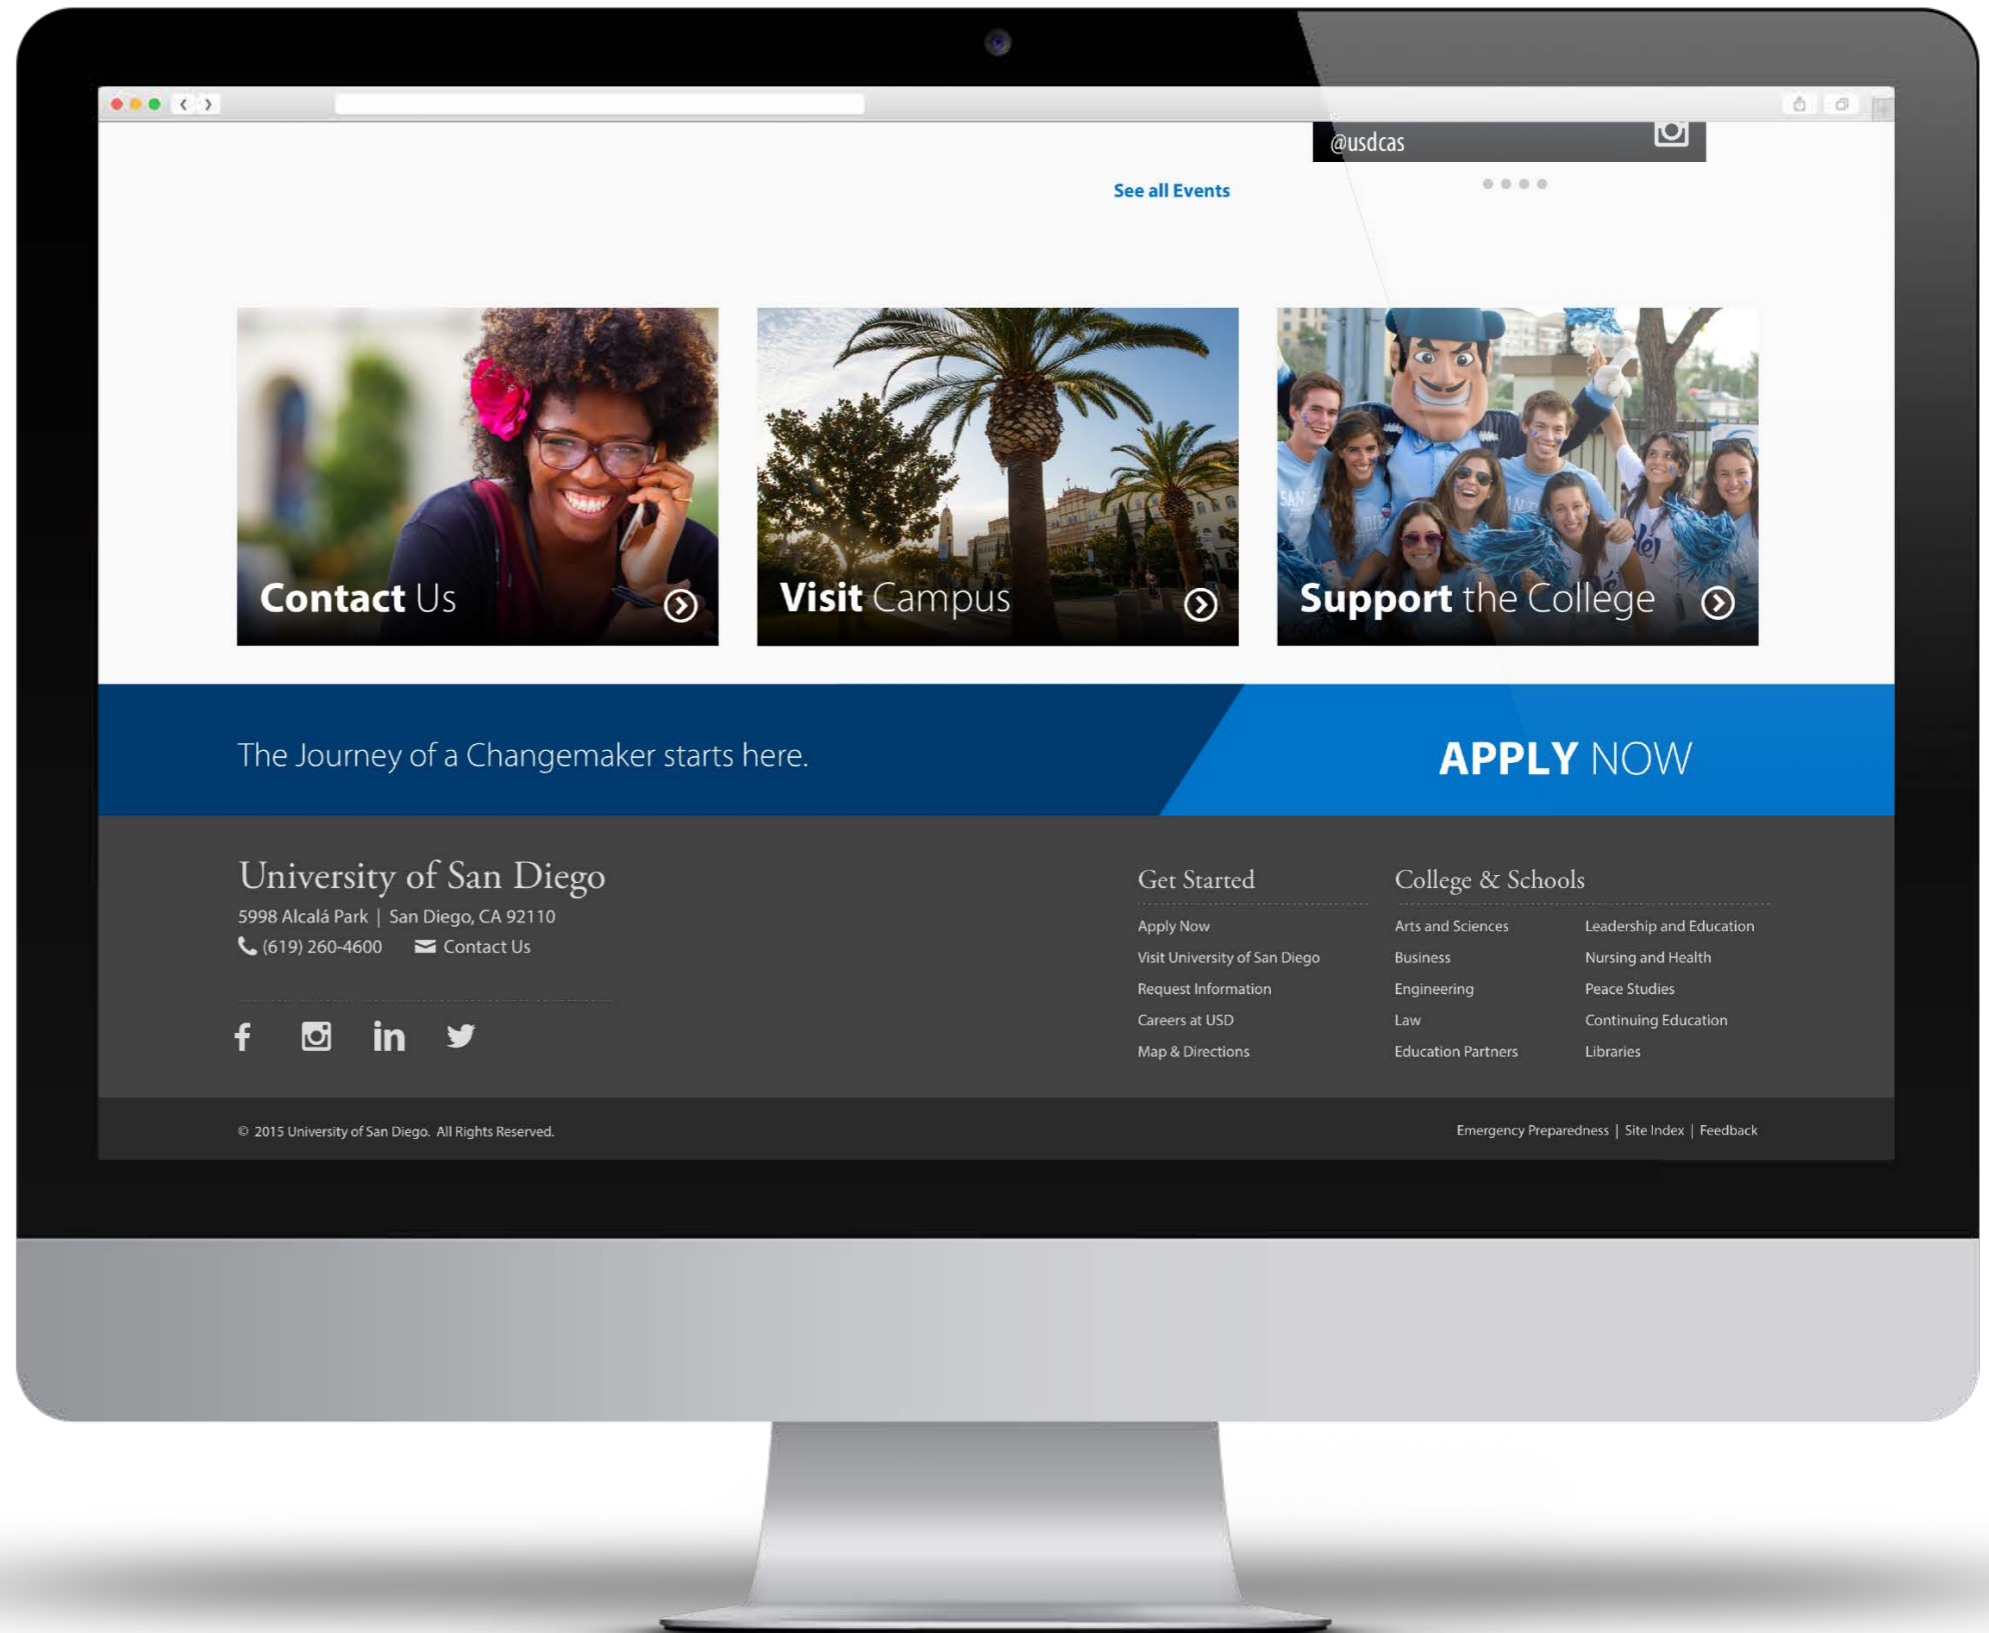 @usdcas
See all Events
Contact Us
Visit Campus
Support the College
The Journey of a Changemaker starts here.
APPLY NOW
University of San Diego
5998 Alcalá Park | San Diego, CA 92110
(619) 260-4600 Contact Us
Get Started
Apply Now
Visit University of San Diego
Request Information
Careers at USD
Map & Directions
College & Schools
Arts and Sciences
Business
Engineering
Law
Education Partners
Leadership and Education
Nursing and Health
Peace Studies
Continuing Education
Libraries
f
in
© 2015 University of San Diego. All Rights Reserved.
Emergency Preparedness | Site Index | Feedback